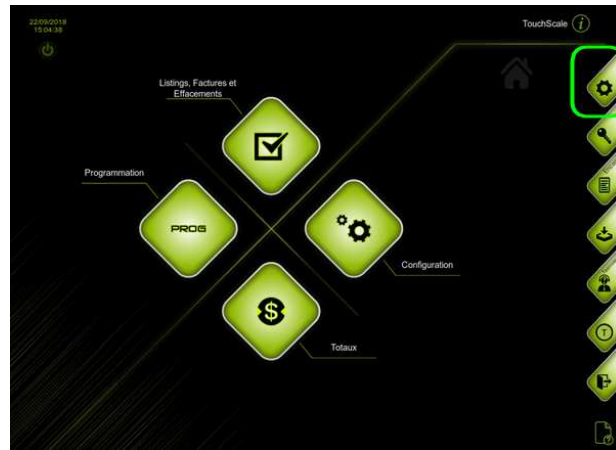 22/09/2018
15:04:38
TouchScale
Listings, Factures et
Effacements
Programmation
PROG
Configuration
Totaux
T